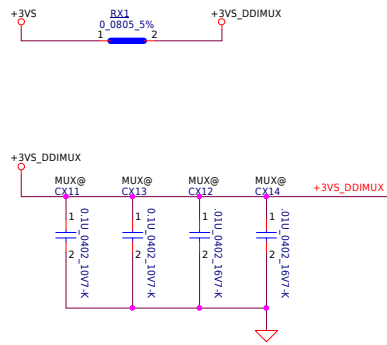 +3VS
RX1
+3VS_DDIMUX
0_0805_5%
1
2
+3VS_DDIMUX
MUX@
CX11
MUX@
CX13
MUX@
CX12
MUX@
CX14
+3VS_DDIMUX
1
2
0.1U_0402_10V7-K
1
2
0.1U_0402_10V7-K
1
2
.01U_0402_16V7-K
1
2
.01U_0402_16V7-K